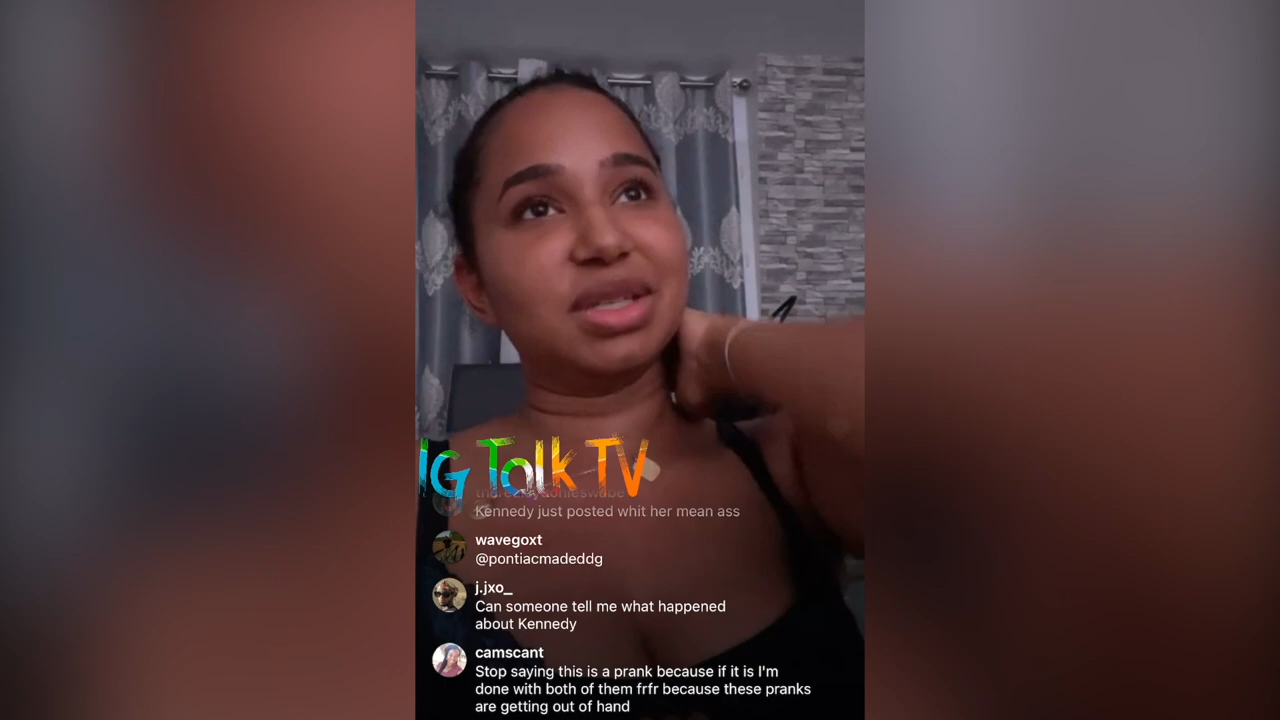 IG Talk TV
Kennedy just posted whit her mean ass
wavegoxt
@pontiacmadeddg
j.jxo_
Can someone tell me what happened
about Kennedy
camscant
Stop saying this is a prank because if it is I'm
done with both of them frfr because these pranks
are getting out of hand